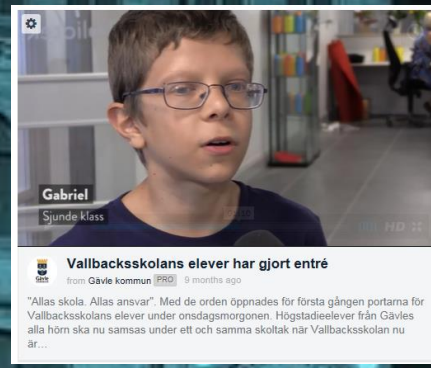 Gabriel
Sjunde klass
HD
Vallbacksskolans elever har gjort entré
Gävle
from Gävle kommun PRO 9 months ago
"Allas skola. Allas ansvar". Med de orden öppnades för första gången portarna för
Vallbacksskolans elever under onsdagsmorgonen. Högstadieelever från Gävles
alla hörn ska nu samsas under ett och samma skoltak när Vallbacksskolan nu
är…